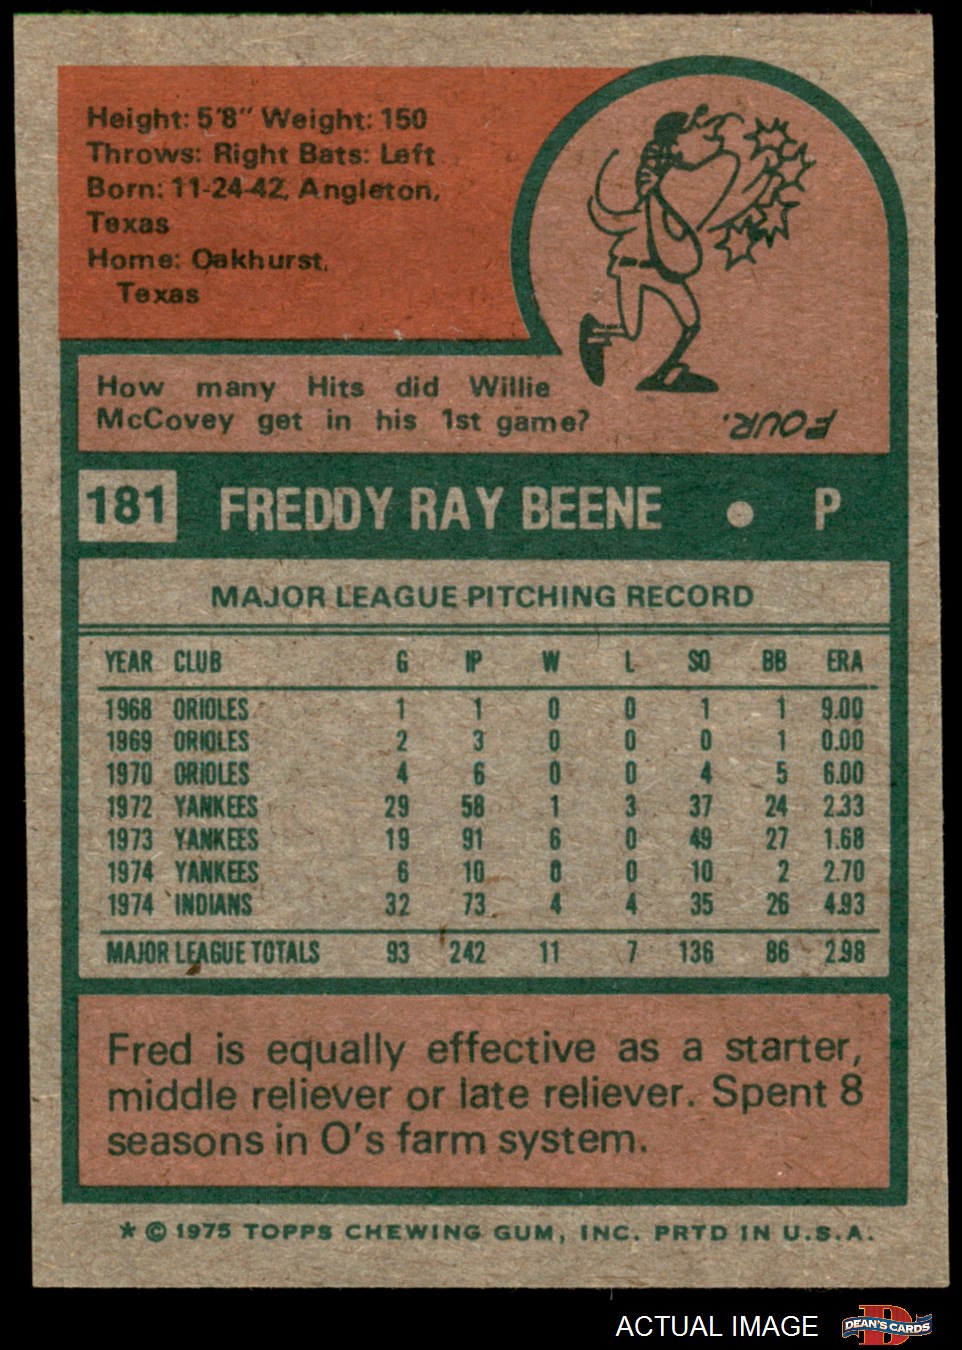 Height: 5'8" Weight: 150
Throws: Right Bats: Left
Born: 11-24-42, Angleton,
Texas
Home: Oakhurst,
Texas
How many Hits did Willie
McCovey get in his 1st game?
FOUR.
181 FREDDY RAY BEENE • P
MAJOR LEAGUE PITCHING RECORD
YEAR CLUB G IP W L SO BB ERA
1968 ORIOLES 1 1 0 0 1 1 9.00
1969 ORIOLES 2 3 0 0 0 1 0.00
1970 ORIOLES 4 6 0 0 4 5 6.00
1972 YANKEES 29 58 1 3 37 24 2.33
1973 YANKEES 19 91 6 0 49 27 1.68
1974 YANKEES 6 10 0 0 10 2 2.70
1974 INDIANS 32 73 4 4 35 26 4.93
MAJOR LEAGUE TOTALS 93 242 11 7 136 86 2.98
Fred is equally effective as a starter,
middle reliever or late reliever. Spent 8
seasons in O's farm system.
* © 1975 TOPPS CHEWING GUM, INC. PRTD IN U.S.A.
ACTUAL IMAGE
DEAN'S CARDS